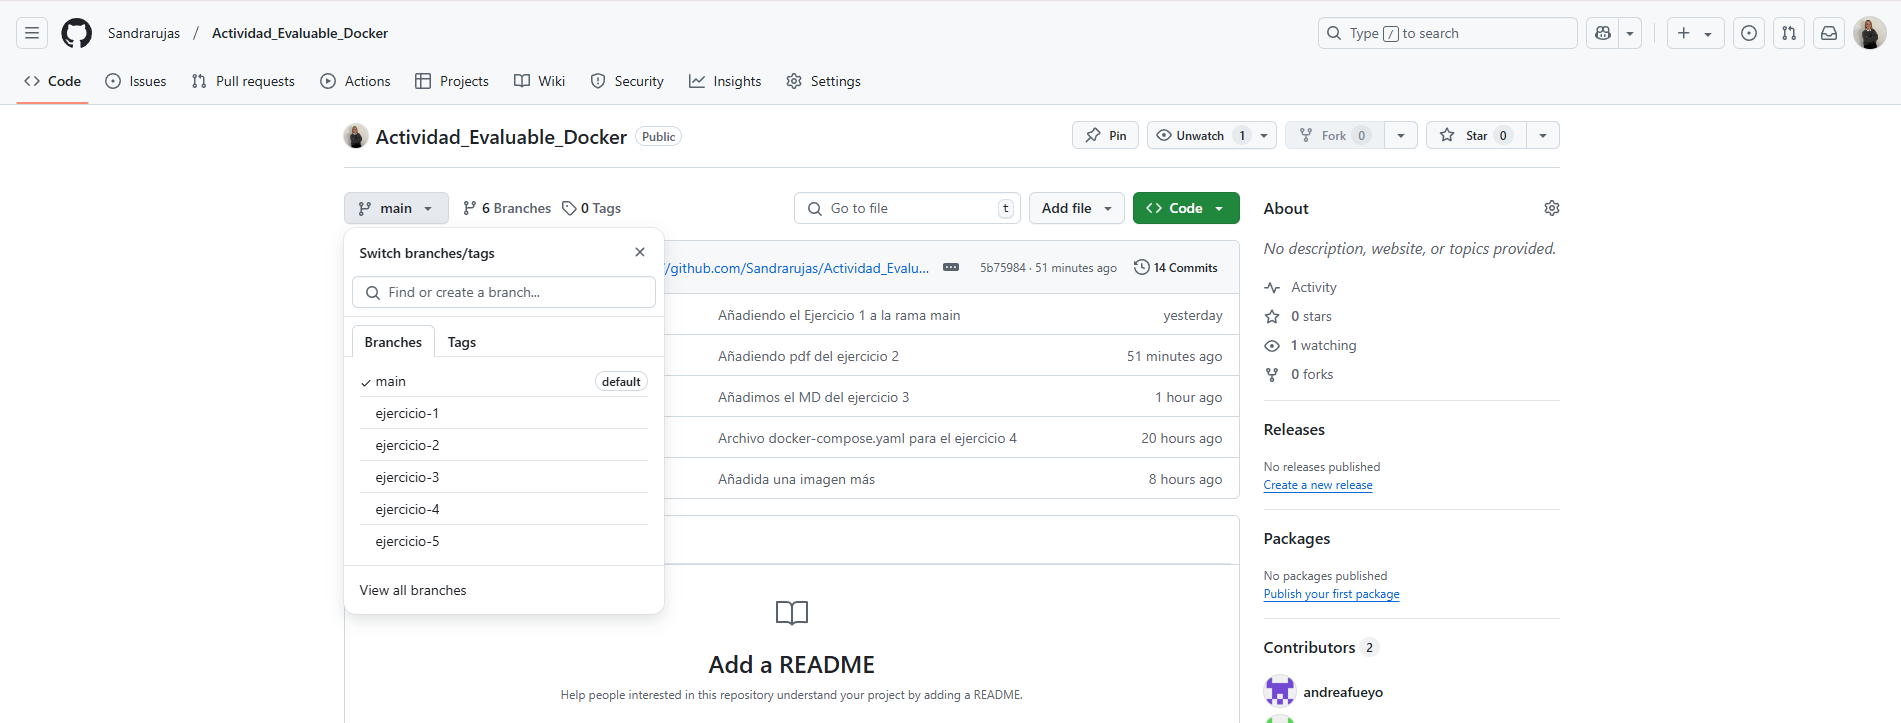 Sandrarujas / Actividad_Evaluable_Docker
Type / to search
Code
Issues
Pull requests
Actions
Projects
Wiki
Security
Insights
Settings
Actividad_Evaluable_Docker Public
Pin
Unwatch 1
Fork 0
Star 0
main
6 Branches
0 Tags
Go to file t
Add file
Code
Switch branches/tags
Find or create a branch...
Branches
Tags
main default
ejercicio-1
ejercicio-2
ejercicio-3
ejercicio-4
ejercicio-5
View all branches
/github.com/Sandrarujas/Actividad_Evalu... 5b75984 · 51 minutes ago 14 Commits
Añadiendo el Ejercicio 1 a la rama main yesterday
Añadiendo pdf del ejercicio 2 51 minutes ago
Añadimos el MD del ejercicio 3 1 hour ago
Archivo docker-compose.yaml para el ejercicio 4 20 hours ago
Añadida una imagen más 8 hours ago
Add a README
Help people interested in this repository understand your project by adding a README.
About
No description, website, or topics provided.
Activity
0 stars
1 watching
0 forks
Releases
No releases published
Create a new release
Packages
No packages published
Publish your first package
Contributors 2
andreafueyo